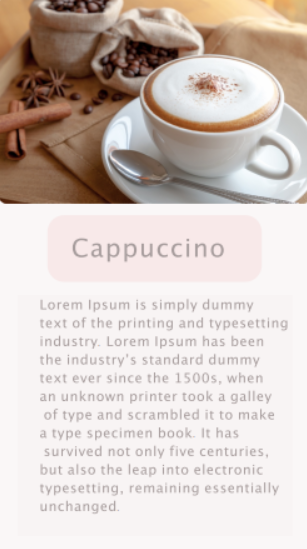 Cappuccino
Lorem Ipsum is simply dummy
text of the printing and typesetting
industry. Lorem Ipsum has been
the industry's standard dummy
text ever since the 1500s, when
an unknown printer took a galley
of type and scrambled it to make
a type specimen book. It has
survived not only five centuries,
but also the leap into electronic
typesetting, remaining essentially
unchanged.